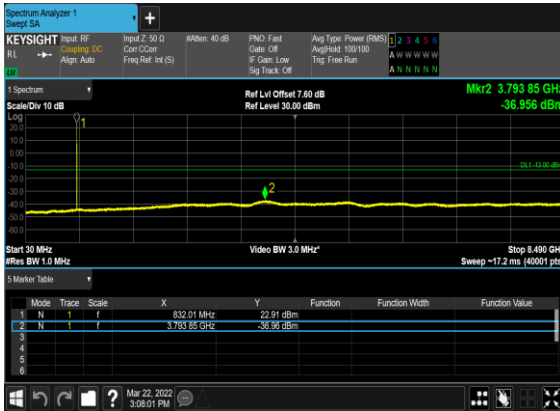 Spectrum Analyzer 1
Swept SA
KEYSIGHT
RL
Input: RF
Coupling: DC
Align: Auto
Input Z: 50 Ω
Corr CCorr
Freq Ref: Int (S)
#Atten: 40 dB
PNO: Fast
Gate: Off
IF Gain: Low
Sig Track: Off
Avg Type: Power (RMS)
Avg|Hold: 100/100
Trig: Free Run
1 2 3 4 5 6
A W W W W W
A N N N N N
1 Spectrum
Scale/Div 10 dB
Ref Lvl Offset 7.60 dB
Ref Level 30.00 dBm
Mkr2 3.793 85 GHz
-36.956 dBm
Log
20.0
10.0
0.00
-10.0
-20.0
-30.0
-40.0
-50.0
-60.0
1
2
DL1 -13.00 dBm
Start 30 MHz
#Res BW 1.0 MHz
Video BW 3.0 MHz*
Stop 8.490 GHz
Sweep ~17.2 ms (40001 pts)
5 Marker Table
Mode Trace Scale X Y Function Function Width Function Value
1 N 1 f 832.01 MHz 22.91 dBm
2 N 1 f 3.793 85 GHz -36.96 dBm
3
4
5
6
Mar 22, 2022
3:08:01 PM